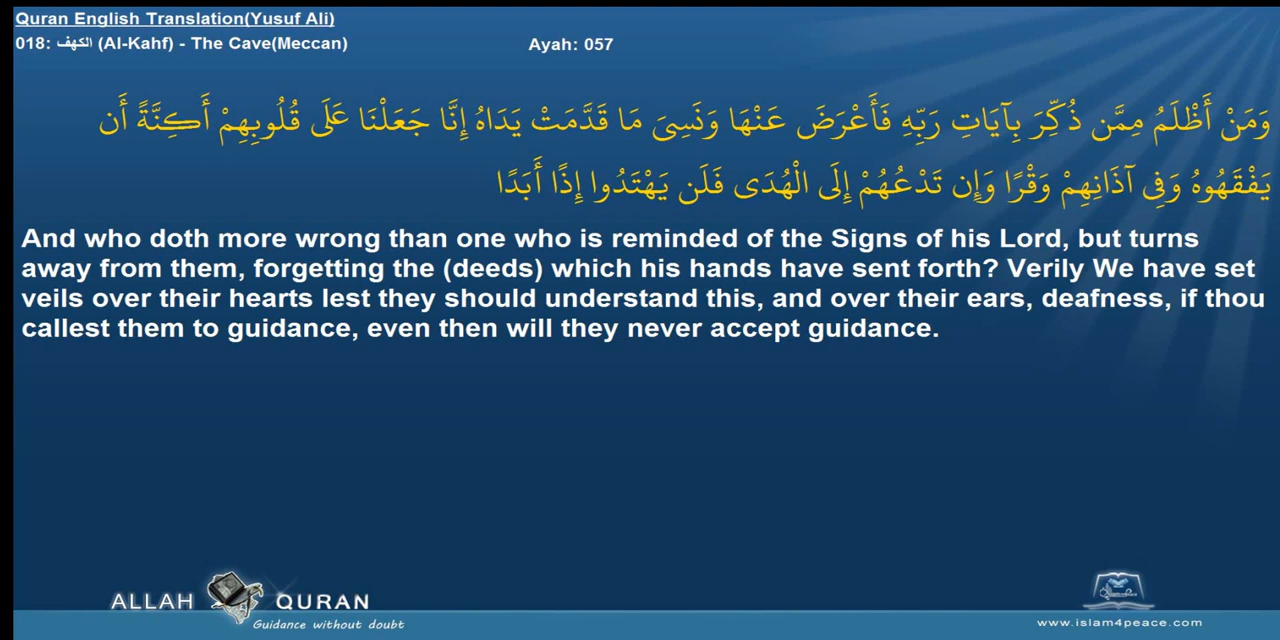 Quran English Translation(Yusuf Ali)
018: الكهف (Al-Kahf) - The Cave(Meccan) Ayah: 057
وَمَنْ أَظْلَمُ مِمَّن ذُكِّرَ بِآيَاتِ رَبِّهِ فَأَعْرَضَ عَنْهَا وَنَسِىَ مَا قَدَّمَتْ يَدَاهُ إِنَّا جَعَلْنَا عَلَى قُلُوبِهِمْ أَكِنَّةً أَن
يَفْقَهُوهُ وَفِى آذَانِهِمْ وَقْرًا وَإِن تَدْعُهُمْ إِلَى الْهُدَى فَلَن يَهْتَدُوا إِذًا أَبَدًا
And who doth more wrong than one who is reminded of the Signs of his Lord, but turns
away from them, forgetting the (deeds) which his hands have sent forth? Verily We have set
veils over their hearts lest they should understand this, and over their ears, deafness, if thou
callest them to guidance, even then will they never accept guidance.
ALLAH QURAN
Guidance without doubt
www.islam4peace.com